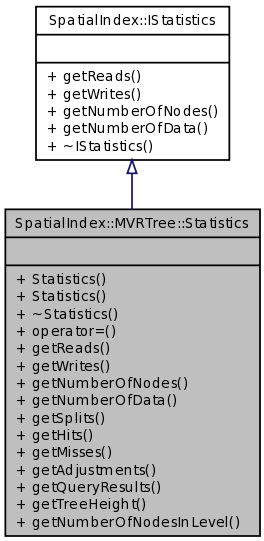 SpatialIndex::IStatistics
+ getReads()
+ getWrites()
+ getNumberOfNodes()
+ getNumberOfData()
+ ~IStatistics()
SpatialIndex::MVRTree::Statistics
+ Statistics()
+ Statistics()
+ ~Statistics()
+ operator=()
+ getReads()
+ getWrites()
+ getNumberOfNodes()
+ getNumberOfData()
+ getSplits()
+ getHits()
+ getMisses()
+ getAdjustments()
+ getQueryResults()
+ getTreeHeight()
+ getNumberOfNodesInLevel()